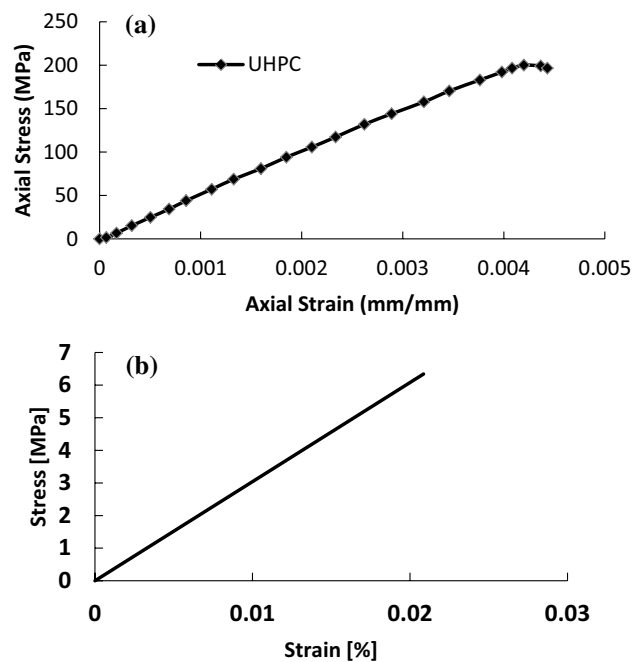 (a)
250
200
150
100
50
0
UHPC
Axial Stress (MPa)
0 0.001 0.002 0.003 0.004 0.005
Axial Strain (mm/mm)
(b)
7
6
5
4
3
2
1
0
Stress [MPa]
0 0.01 0.02 0.03
Strain [%]